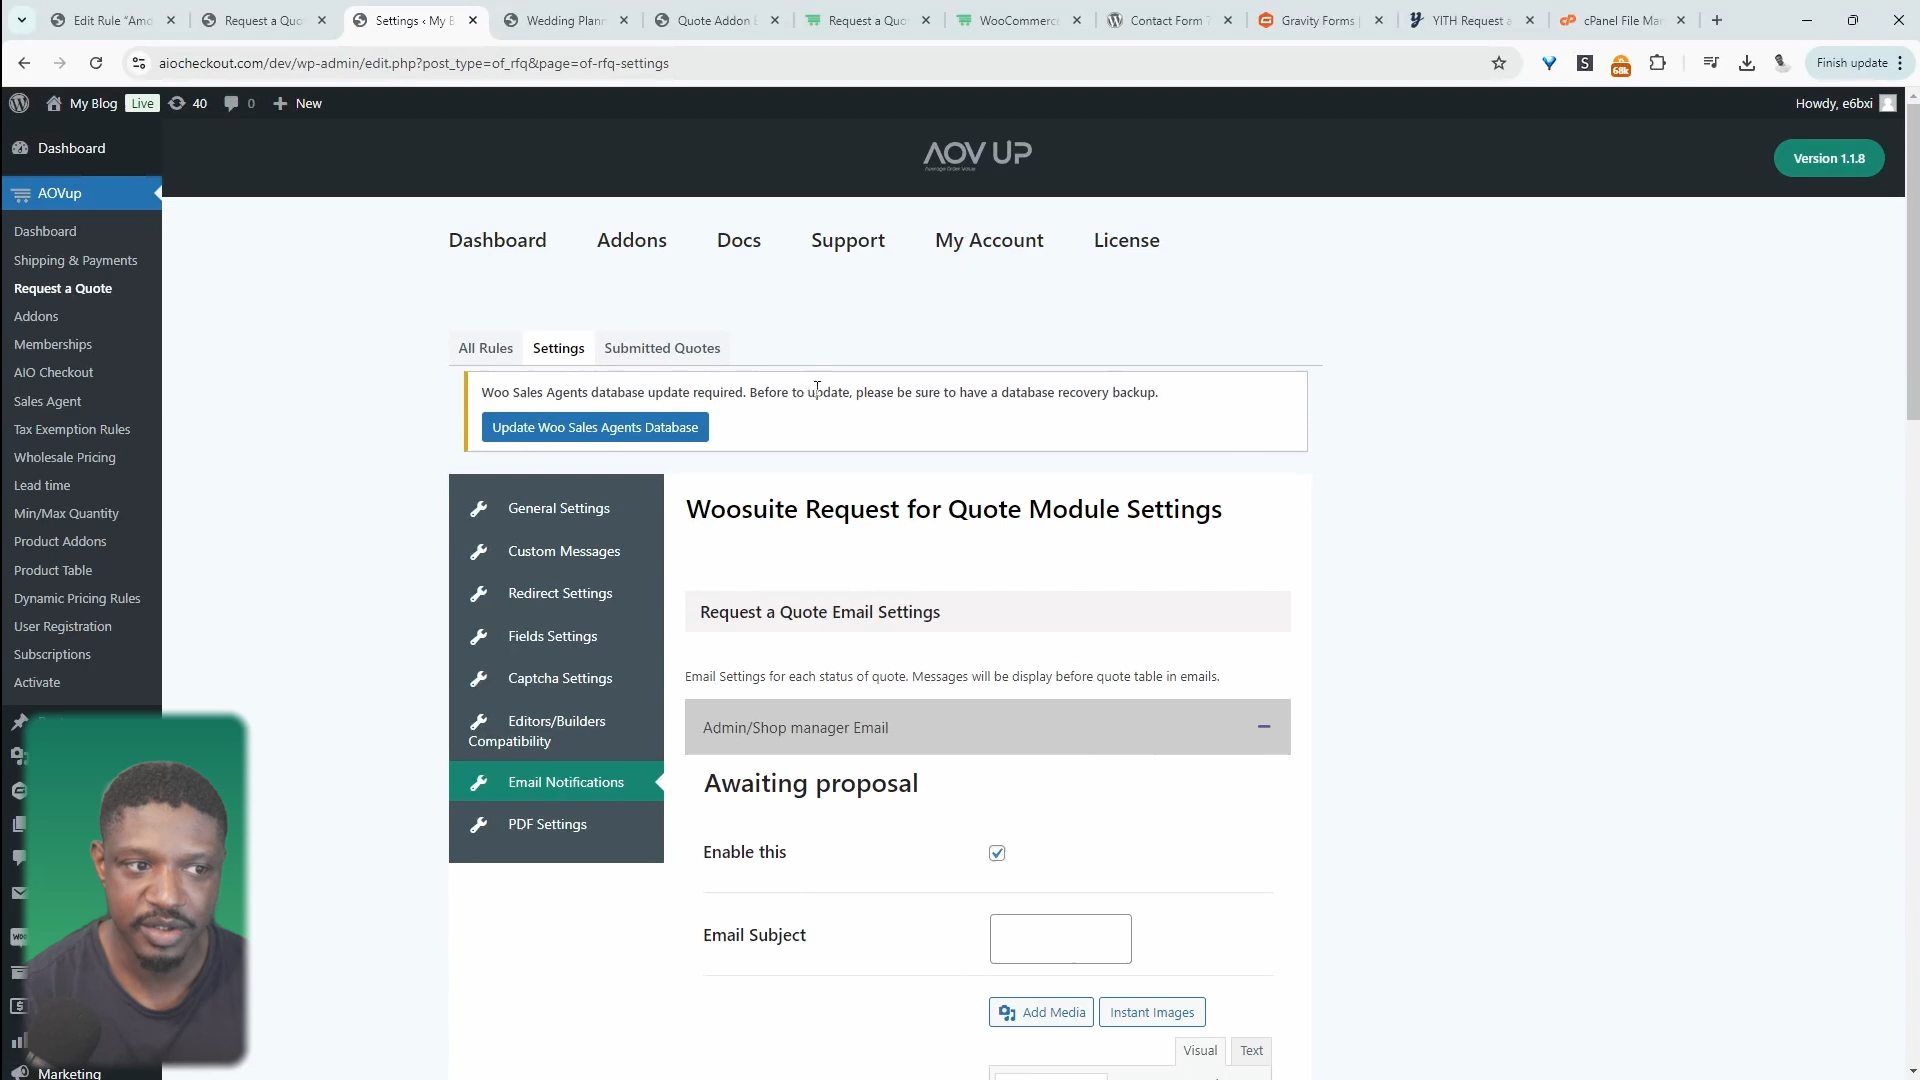 Edit Rule "Amo
Request a Quo
Settings ‹ My B
Wedding Plann
Quote Addon E
Request a Quo
WooCommerc
Contact Form 7
Gravity Forms
YITH Request a
cPanel File Ma
aiocheckout.com/dev/wp-admin/edit.php?post_type=of_rfq&page=of-rfq-settings
S
68k
Finish update
My Blog
Live
40
0
New
Howdy, e6bxi
Dashboard
AOV UP
Average Order Value
Version 1.1.8
AOVup
Dashboard
Shipping & Payments
Request a Quote
Addons
Memberships
AIO Checkout
Sales Agent
Tax Exemption Rules
Wholesale Pricing
Lead time
Min/Max Quantity
Product Addons
Product Table
Dynamic Pricing Rules
User Registration
Subscriptions
Activate
Marketing
Dashboard
Addons
Docs
Support
My Account
License
All Rules
Settings
Submitted Quotes
Woo Sales Agents database update required. Before to update, please be sure to have a database recovery backup.
Update Woo Sales Agents Database
General Settings
Custom Messages
Redirect Settings
Fields Settings
Captcha Settings
Editors/Builders
Compatibility
Email Notifications
PDF Settings
Woosuite Request for Quote Module Settings
Request a Quote Email Settings
Email Settings for each status of quote. Messages will be display before quote table in emails.
Admin/Shop manager Email
Awaiting proposal
Enable this
Email Subject
Add Media
Instant Images
Visual
Text